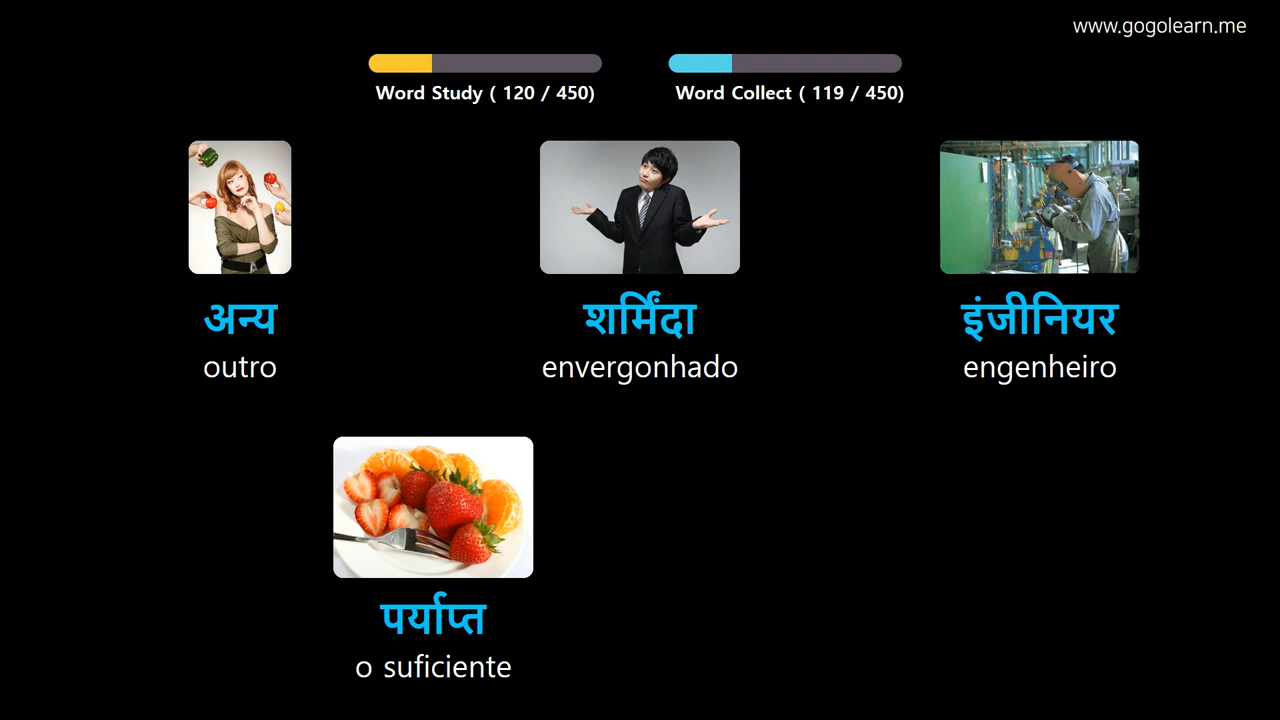 www.gogolearn.me
Word Study ( 120 / 450)
Word Collect ( 119 / 450)
अन्य
outro
शर्मिंदा
envergonhado
इंजीनियर
engenheiro
पर्याप्त
o suficiente